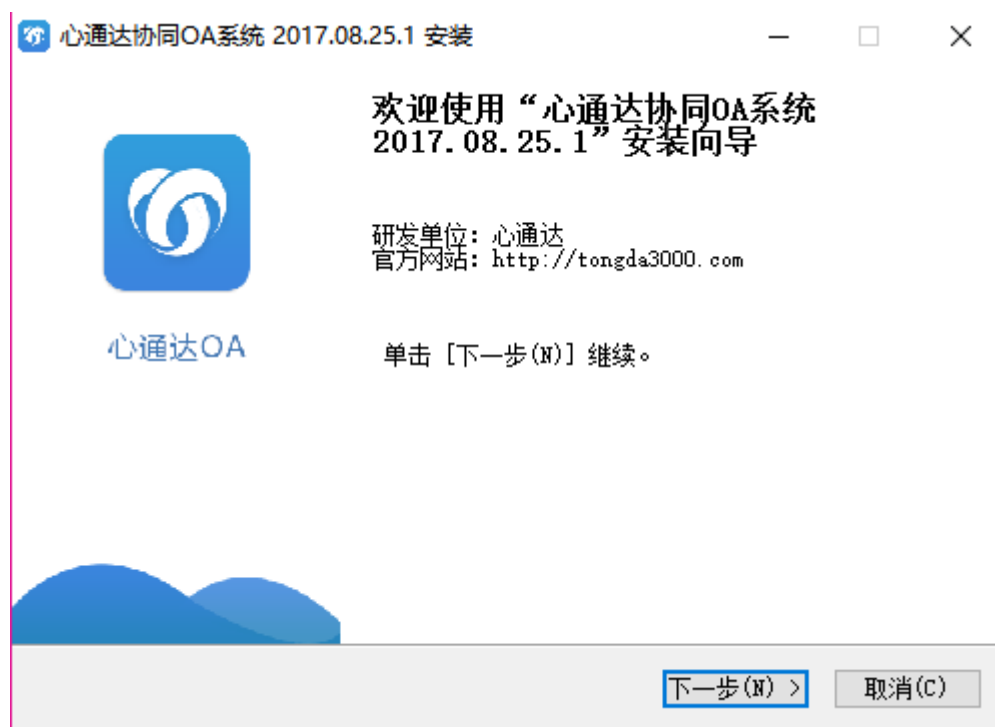 心通达协同OA系统 2017.08.25.1 安装
欢迎使用“心通达协同OA系统
2017.08.25.1”安装向导
研发单位：心通达
官方网站：http://tongda3000.com
心通达OA
单击 [下一步(N)] 继续。
下一步(N) >
取消(C)